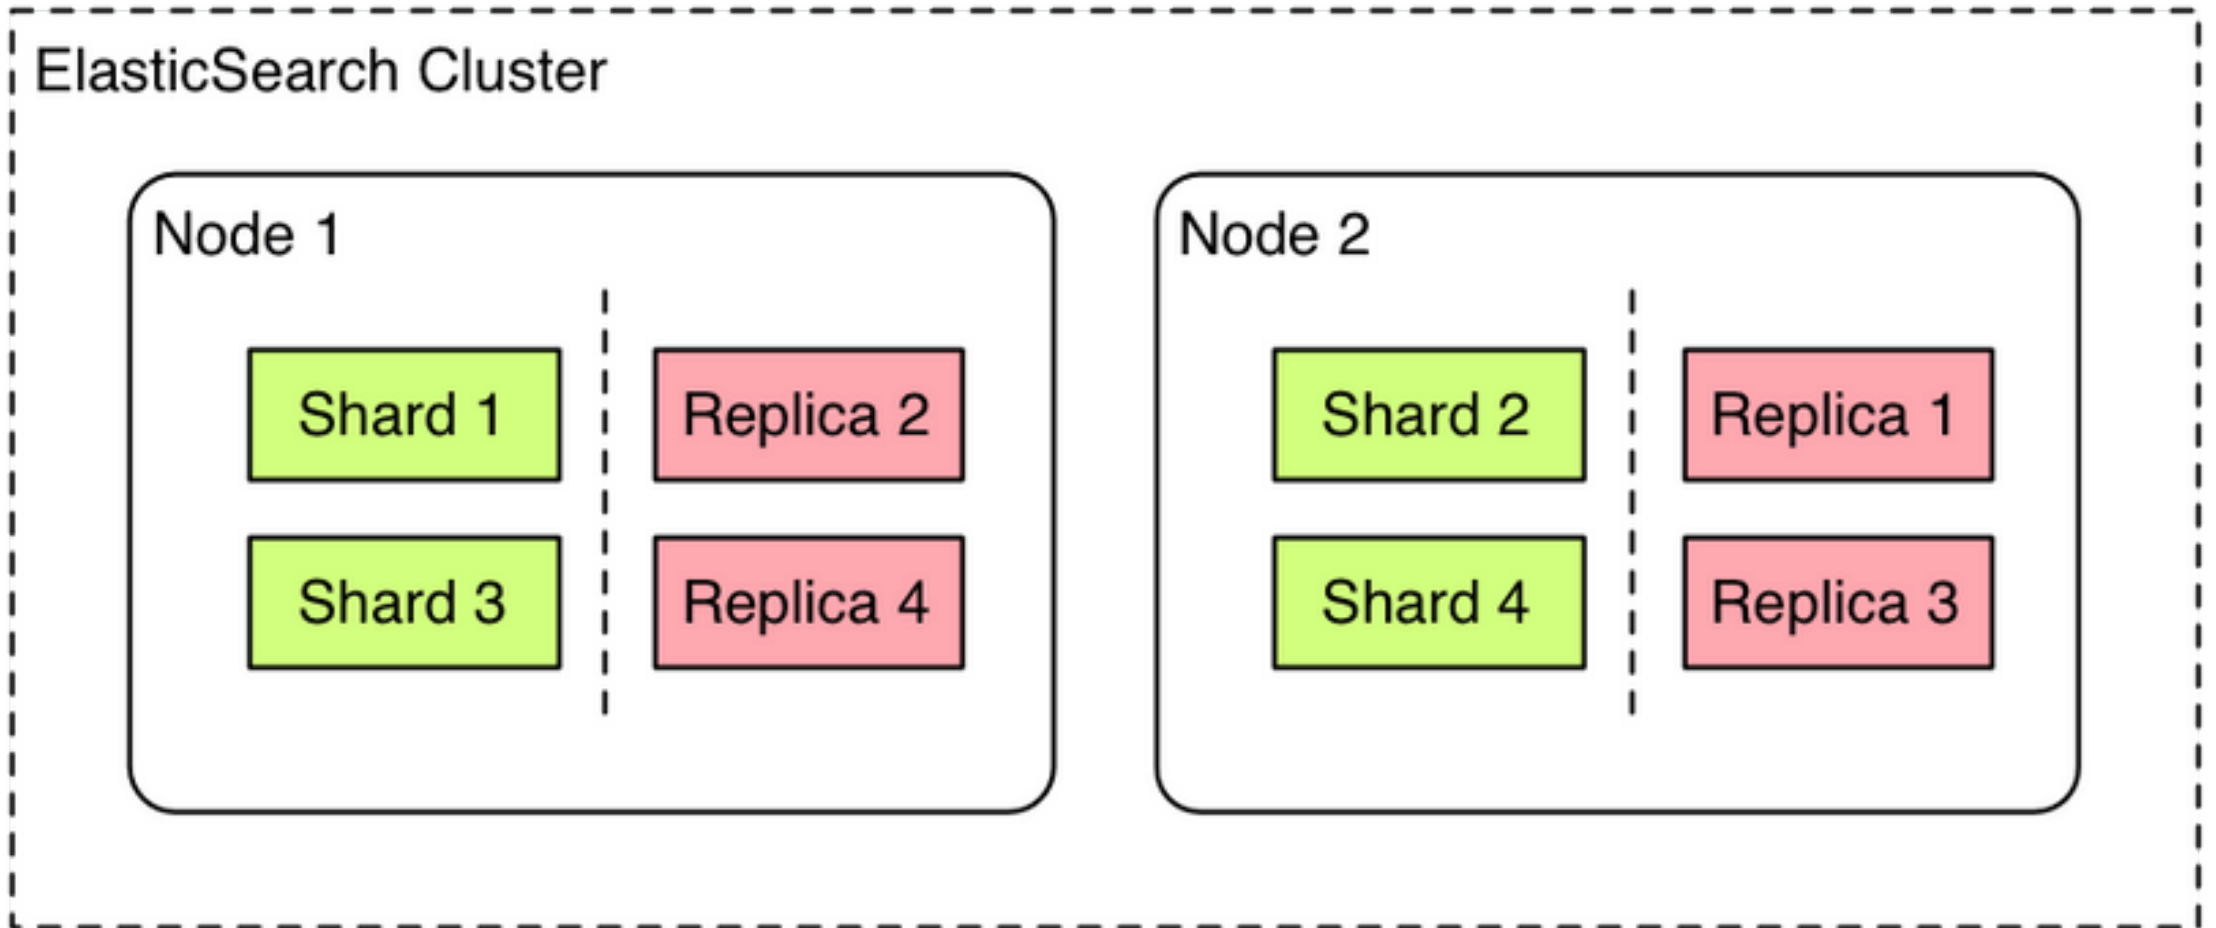 ElasticSearch Cluster
Node 1
Shard 1
Replica 2
Shard 3
Replica 4
Node 2
Shard 2
Replica 1
Shard 4
Replica 3